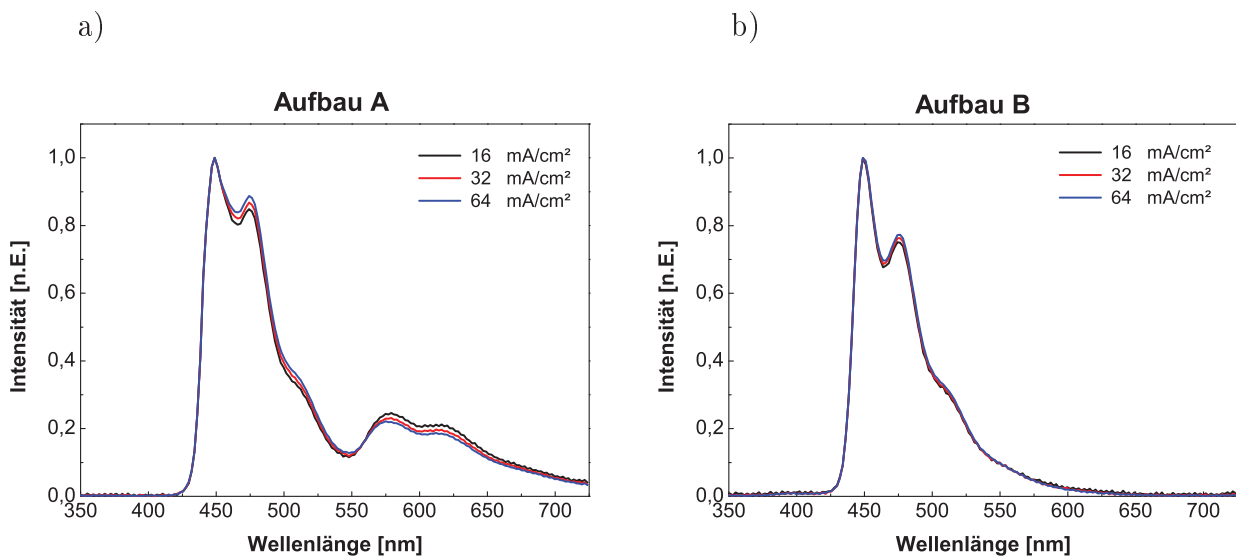 a)
Aufbau A
16 mA/cm²
32 mA/cm²
64 mA/cm²
1,0
0,8
0,6
0,4
0,2
0,0
Intensität [n.E.]
350 400 450 500 550 600 650 700
Wellenlänge [nm]
b)
Aufbau B
16 mA/cm²
32 mA/cm²
64 mA/cm²
1,0
0,8
0,6
0,4
0,2
0,0
Intensität [n.E.]
350 400 450 500 550 600 650 700
Wellenlänge [nm]